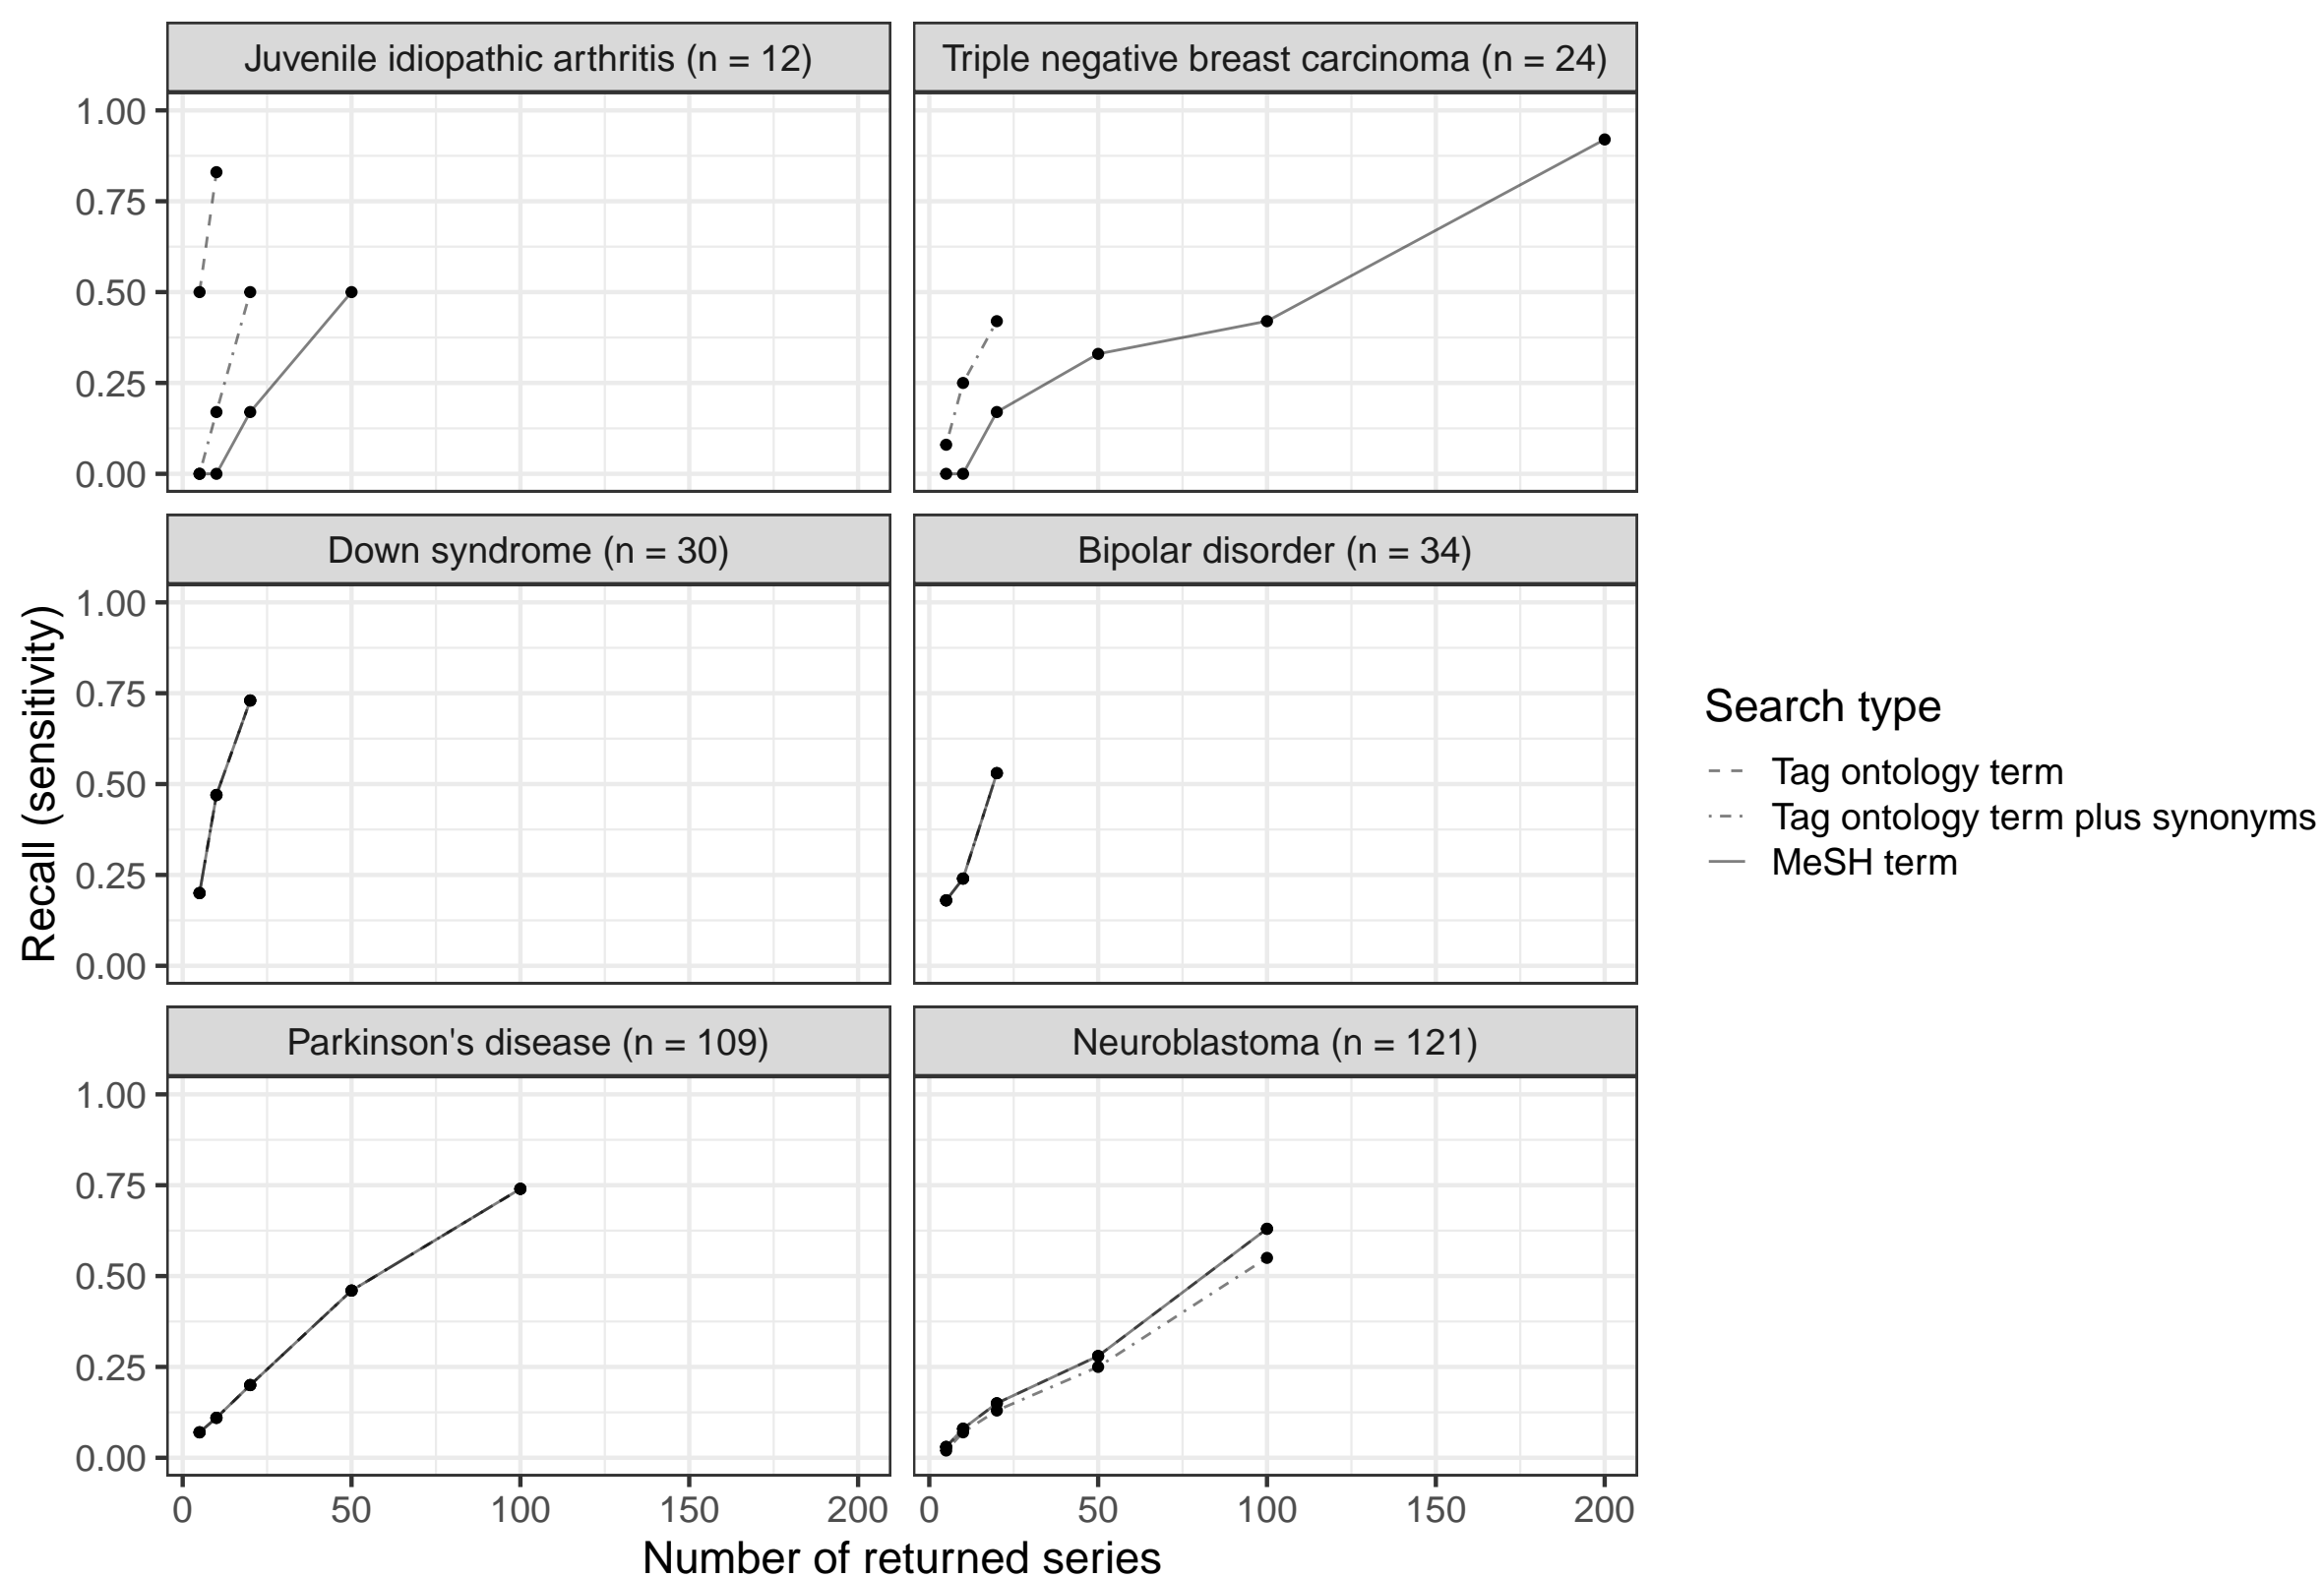 Juvenile idiopathic arthritis (n = 12)
Triple negative breast carcinoma (n = 24)
1.00
0.75
0.50
0.25
0.00
Down syndrome (n = 30)
Bipolar disorder (n = 34)
1.00
0.75
0.50
0.25
0.00
Parkinson's disease (n = 109)
Neuroblastoma (n = 121)
1.00
0.75
0.50
0.25
0.00
0 50 100 150 200
0 50 100 150 200
Number of returned series
Recall (sensitivity)
Search type
Tag ontology term
Tag ontology term plus synonyms
MeSH term